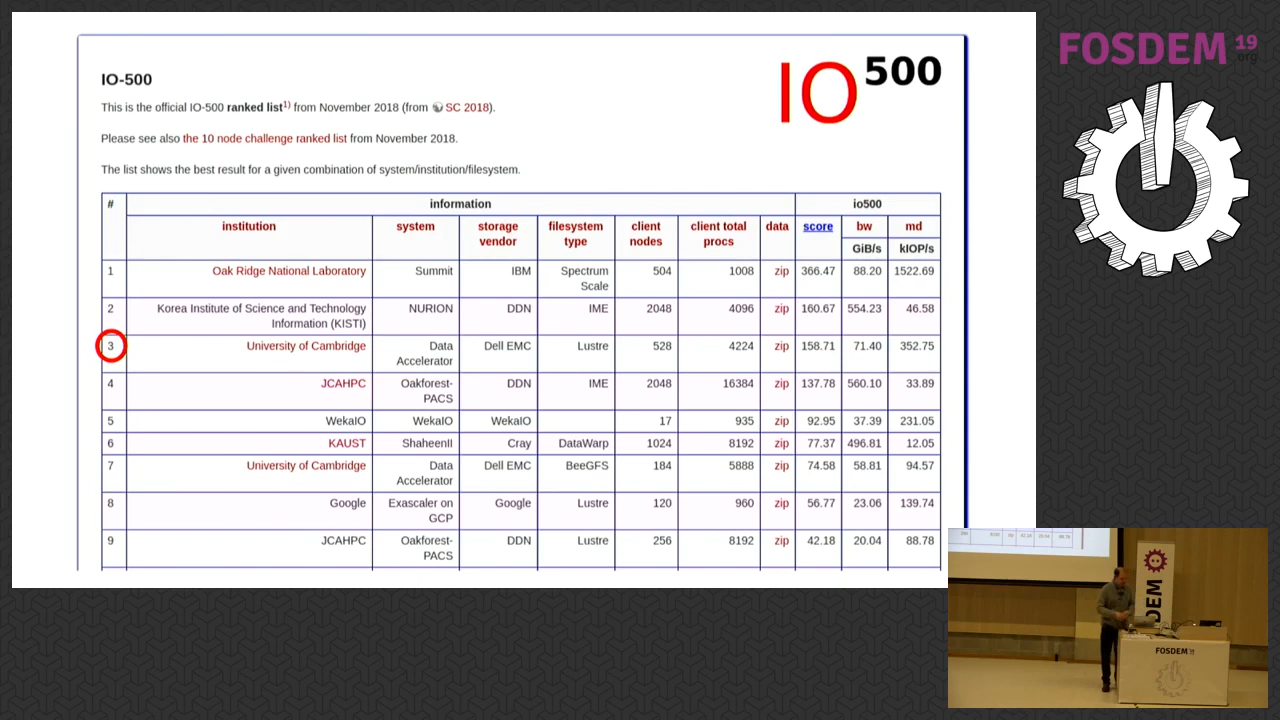 IO-500
IO500
This is the official IO-500 ranked list1) from November 2018 (from SC 2018).
Please see also the 10 node challenge ranked list from November 2018.
The list shows the best result for a given combination of system/institution/filesystem.
# information io500
institution system storage vendor filesystem type client nodes client total procs data score bw md
GiB/s kIOP/s
1 Oak Ridge National Laboratory Summit IBM Spectrum Scale 504 1008 zip 366.47 88.20 1522.69
2 Korea Institute of Science and Technology Information (KISTI) NURION DDN IME 2048 4096 zip 160.67 554.23 46.58
3 University of Cambridge Data Accelerator Dell EMC Lustre 528 4224 zip 158.71 71.40 352.75
4 JCAHPC Oakforest-PACS DDN IME 2048 16384 zip 137.78 560.10 33.89
5 WekaIO WekaIO WekaIO 17 935 zip 92.95 37.39 231.05
6 KAUST ShaheenII Cray DataWarp 1024 8192 zip 77.37 496.81 12.05
7 University of Cambridge Data Accelerator Dell EMC BeeGFS 184 5888 zip 74.58 58.81 94.57
8 Google Exascaler on GCP Google Lustre 120 960 zip 56.77 23.06 139.74
9 JCAHPC Oakforest-PACS DDN Lustre 256 8192 zip 42.18 20.04 88.78
FOSDEM 19
.org
DEM
FOSDEM 19